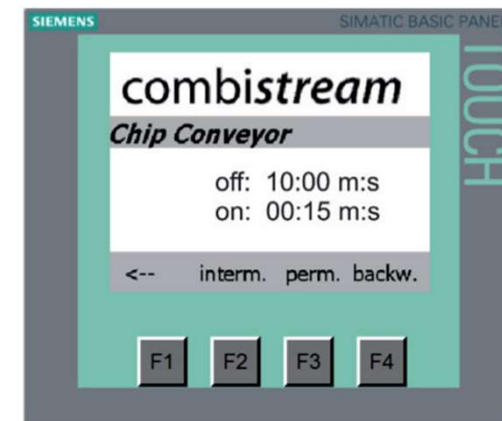 SIEMENS SIMATIC BASIC PANEL
TOUCH
combistream
Chip Conveyor
off: 10:00 m:s
on: 00:15 m:s
<-- interm. perm. backw.
F1 F2 F3 F4